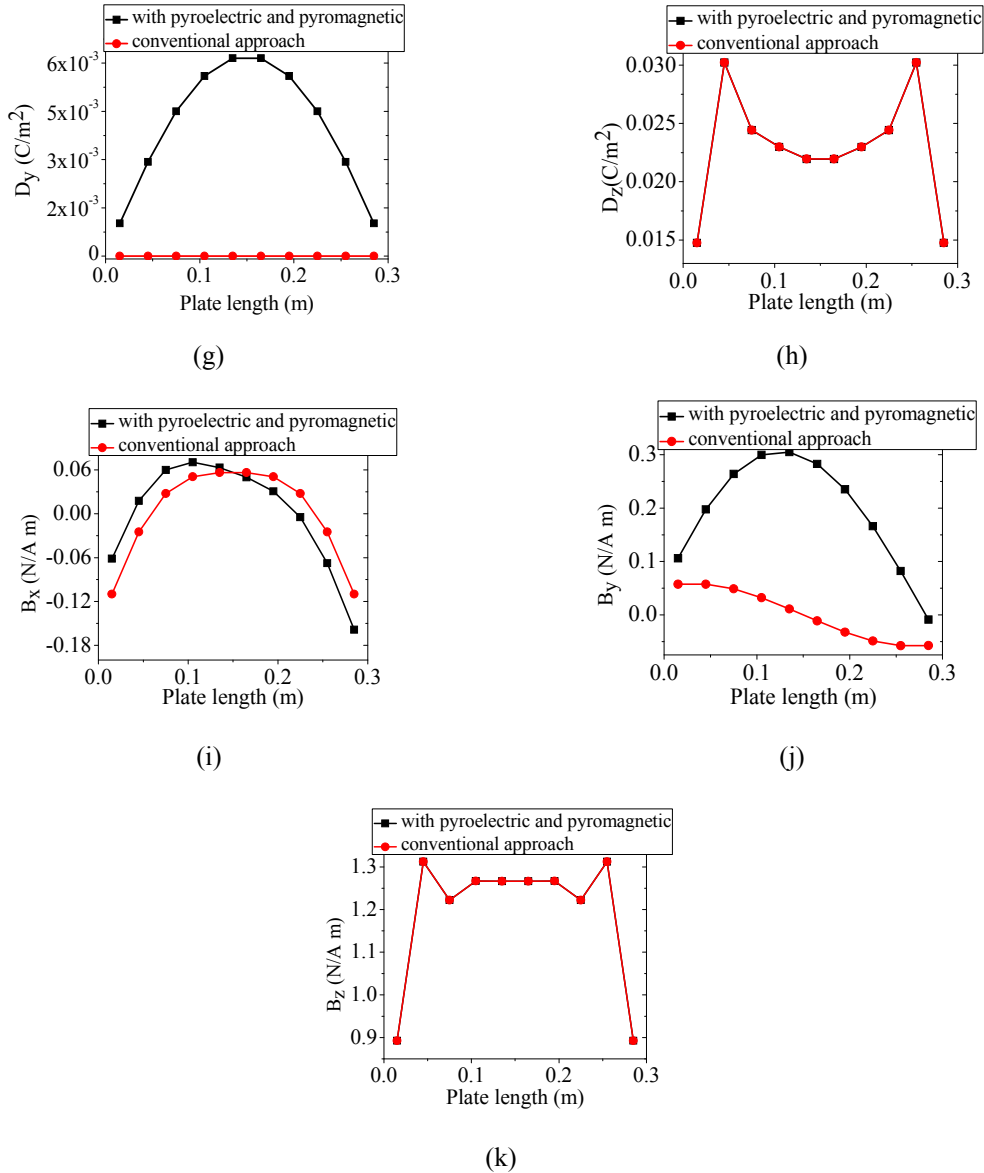 with pyroelectric and pyromagnetic
conventional approach
6x10⁻³
5x10⁻³
3x10⁻³
2x10⁻³
0
D_y (C/m²)
0.0 0.1 0.2 0.3
Plate length (m)
(g)
with pyroelectric and pyromagnetic
conventional approach
0.030
0.025
0.020
0.015
D_z(C/m²)
0.0 0.1 0.2 0.3
Plate length (m)
(h)
with pyroelectric and pyromagnetic
conventional approach
0.06
0.00
-0.06
-0.12
-0.18
B_x (N/A m)
0.0 0.1 0.2 0.3
Plate length (m)
(i)
with pyroelectric and pyromagnetic
conventional approach
0.3
0.2
0.1
0.0
B_y (N/A m)
0.0 0.1 0.2 0.3
Plate length (m)
(j)
with pyroelectric and pyromagnetic
conventional approach
1.3
1.2
1.1
1.0
0.9
B_z (N/A m)
0.0 0.1 0.2 0.3
Plate length (m)
(k)